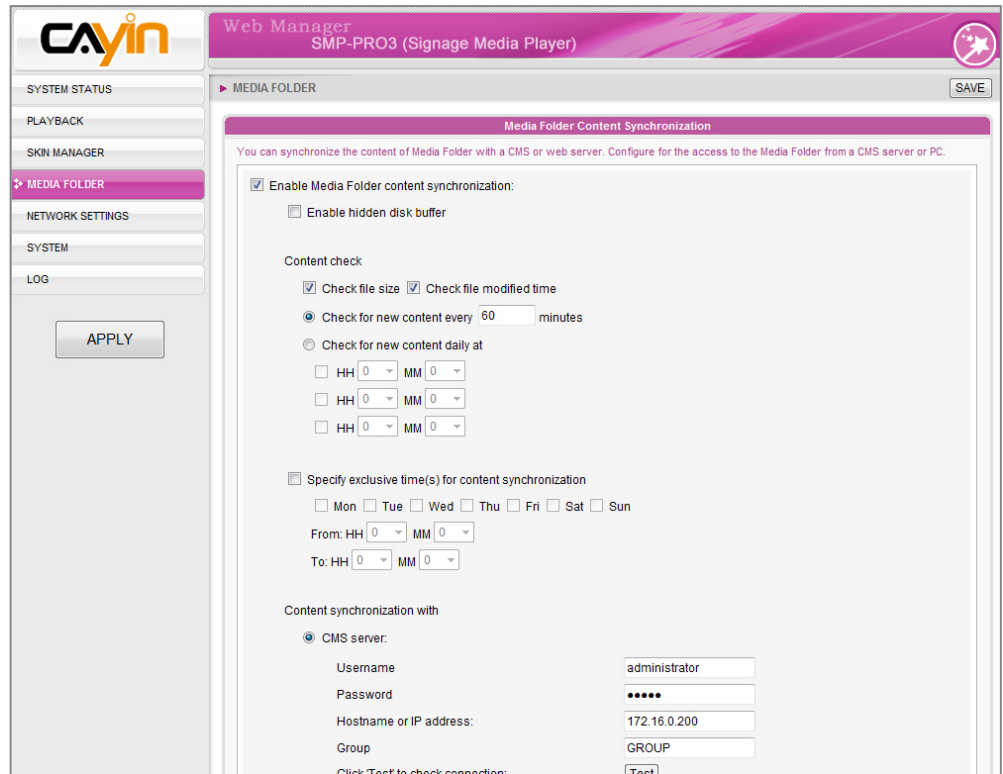 CAYIN
Web Manager
SMP-PRO3 (Signage Media Player)
SYSTEM STATUS
PLAYBACK
SKIN MANAGER
MEDIA FOLDER
NETWORK SETTINGS
SYSTEM
LOG
APPLY
MEDIA FOLDER
SAVE
Media Folder Content Synchronization
You can synchronize the content of Media Folder with a CMS or web server. Configure for the access to the Media Folder from a CMS server or PC.
Enable Media Folder content synchronization:
Enable hidden disk buffer
Content check
Check file size Check file modified time
Check for new content every 60 minutes
Check for new content daily at
HH 0 MM 0
HH 0 MM 0
HH 0 MM 0
Specify exclusive time(s) for content synchronization
Mon Tue Wed Thu Fri Sat Sun
From: HH 0 MM 0
To: HH 0 MM 0
Content synchronization with
CMS server:
Username administrator
Password •••••
Hostname or IP address: 172.16.0.200
Group GROUP
Click 'Test' to check connection: Test